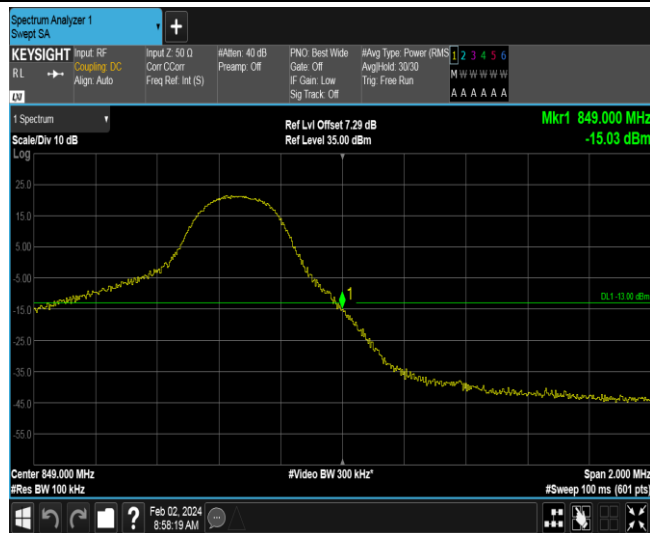 Spectrum Analyzer 1
Swept SA
+
KEYSIGHT
RL
Input: RF
Coupling: DC
Align: Auto
Input Z: 50 Ω
Corr CCorr
Freq Ref: Int (S)
#Atten: 40 dB
Preamp: Off
PNO: Best Wide
Gate: Off
IF Gain: Low
Sig Track: Off
#Avg Type: Power (RMS
Avg|Hold: 30/30
Trig: Free Run
1 2 3 4 5 6
M W W W W W
A A A A A A
LXI
1 Spectrum
Scale/Div 10 dB
Log
Ref Lvl Offset 7.29 dB
Ref Level 35.00 dBm
Mkr1 849.000 MHz
-15.03 dBm
25.0
15.0
5.00
-5.00
-15.0
-25.0
-35.0
-45.0
-55.0
1
DL1 -13.00 dBm
Center 849.000 MHz
#Res BW 100 kHz
#Video BW 300 kHz*
Span 2.000 MHz
#Sweep 100 ms (601 pts)
?
Feb 02, 2024
8:58:19 AM